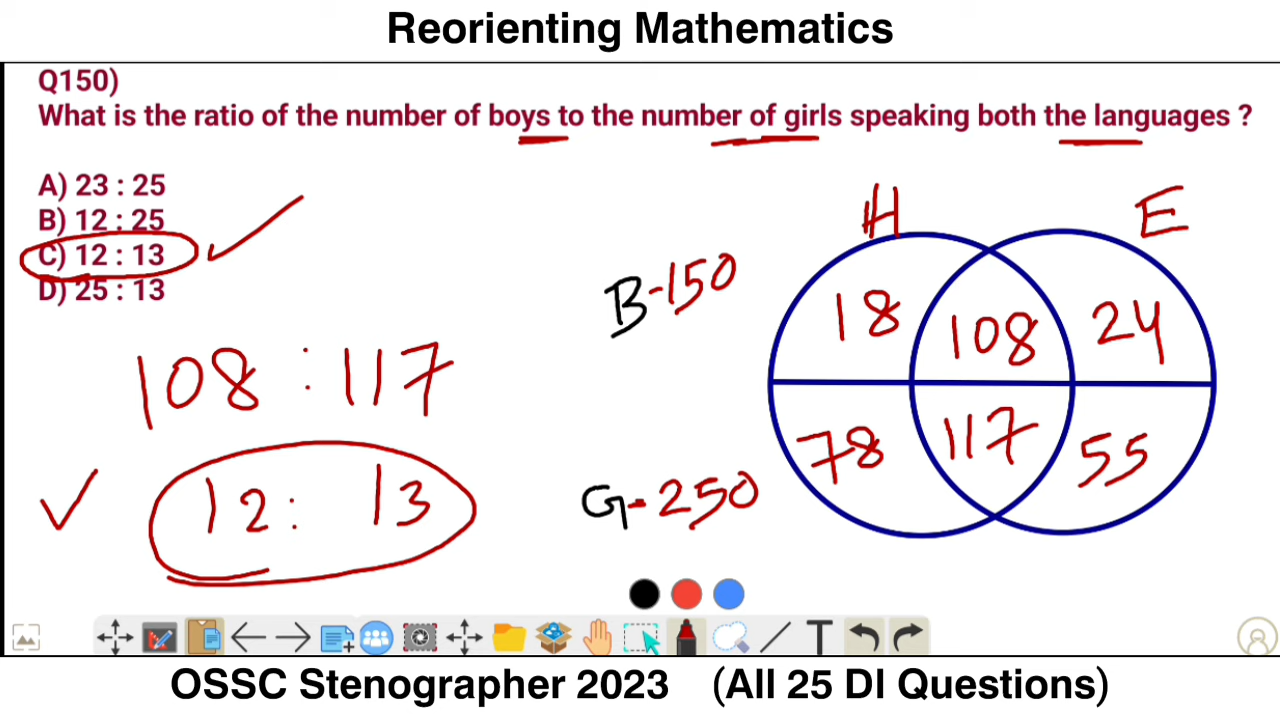 Reorienting Mathematics
Q150)
What is the ratio of the number of boys to the number of girls speaking both the languages ?
A) 23 : 25
B) 12 : 25
C) 12 : 13
D) 25 : 13
108 : 117
12 : 13
H
E
B-150
18
108
24
G-250
78
117
55
T
OSSC Stenographer 2023 (All 25 DI Questions)